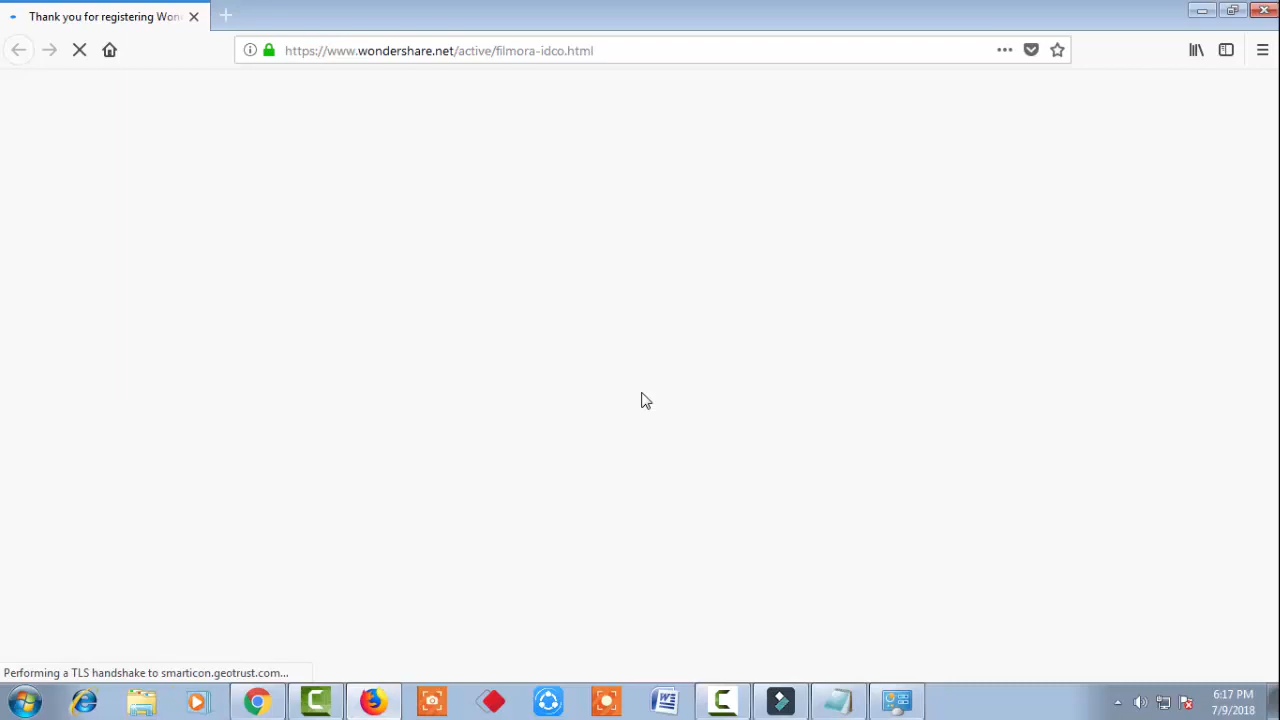 Thank you for registering Won
https://www.wondershare.net/active/filmora-idco.html
Performing a TLS handshake to smarticon.geotrust.com...
6:17 PM
7/9/2018